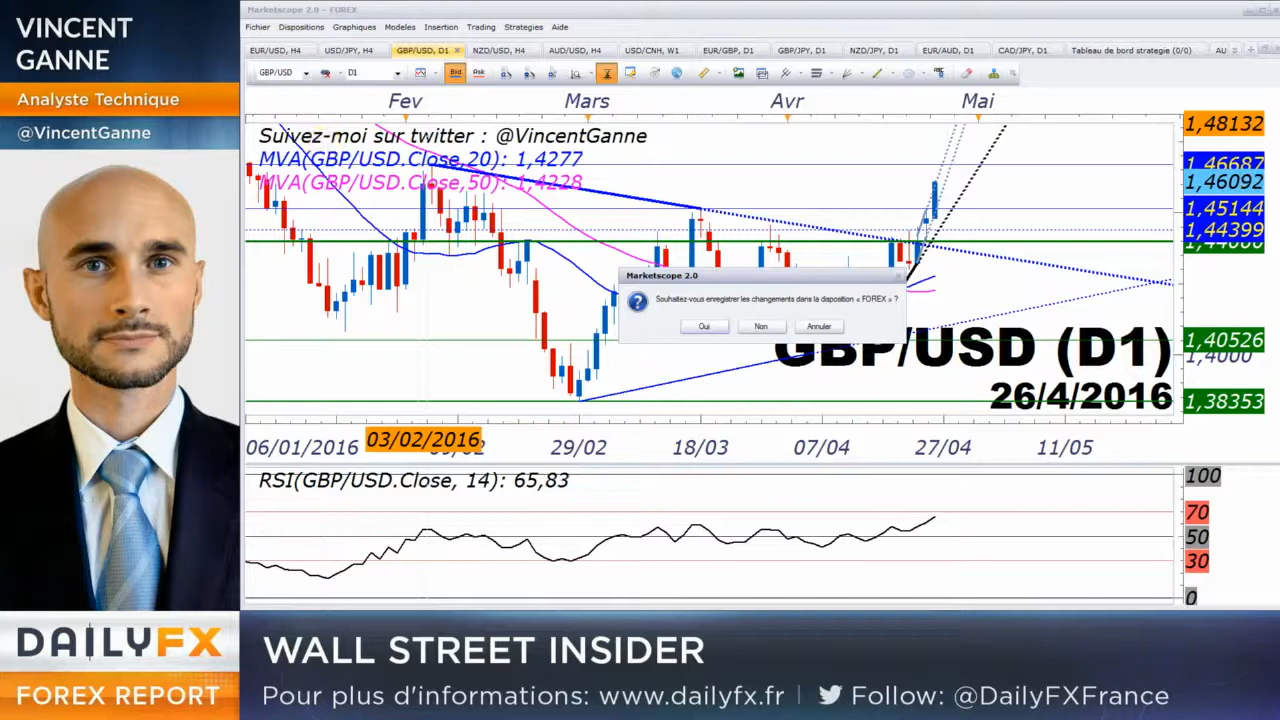 VINCENT
GANNE
Analyste Technique
@VincentGanne
Marketscope 2.0 - FOREX
Fichier Dispositions Graphiques Modeles Insertion Trading Strategies Aide
EUR/USD, H4 USD/JPY, H4 GBP/USD, D1 NZD/USD, H4 AUD/USD, H4 USD/CNH, W1 EUR/GBP, D1 GBP/JPY, D1 NZD/JPY, D1 EUR/AUD, D1 CAD/JPY, D1 Tableau de bord strategie (0/0) AU
GBP/USD D1 Bid Ask
Fev Mars Avr Mai
Suivez-moi sur twitter : @VincentGanne
MVA(GBP/USD.Close,20): 1,4277
MVA(GBP/USD.Close,50): 1,4228
1,48132
1,46687
1,46092
1,45144
1,44399
1,44000
1,40526
1,4000
1,38353
Marketscope 2.0
Souhaitez-vous enregistrer les changements dans la disposition « FOREX » ?
Oui Non Annuler
GBP/USD (D1)
26/4/2016
06/01/2016 03/02/2016 29/02 18/03 07/04 27/04 11/05
RSI(GBP/USD.Close, 14): 65,83
100
70
50
30
0
DAILYFX
FOREX REPORT
WALL STREET INSIDER
Pour plus d'informations: www.dailyfx.fr | Follow: @DailyFXFrance